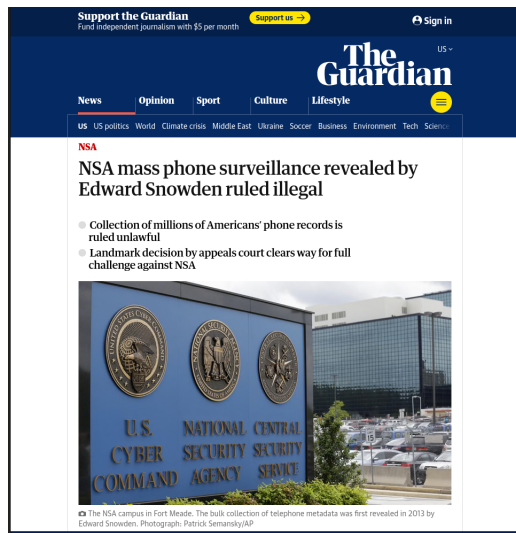 Support the Guardian
Fund independent journalism with $5 per month
Support us →
Sign in
US
The
Guardian
News
Opinion
Sport
Culture
Lifestyle
US US politics World Climate crisis Middle East Ukraine Soccer Business Environment Tech Science
NSA
NSA mass phone surveillance revealed by
Edward Snowden ruled illegal
Collection of millions of Americans' phone records is
ruled unlawful
Landmark decision by appeals court clears way for full
challenge against NSA
U.S.
CYBER
COMMAND
NATIONAL
SECURITY
AGENCY
CENTRAL
SECURITY
SERVICE
15
The NSA campus in Fort Meade. The bulk collection of telephone metadata was first revealed in 2013 by
Edward Snowden. Photograph: Patrick Semansky/AP